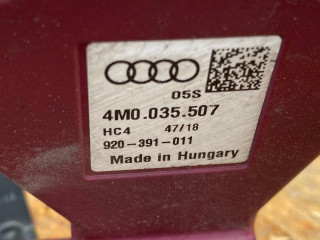 05S
4M0.035.507
HC4 47/18
920-391-011
Made in Hungary